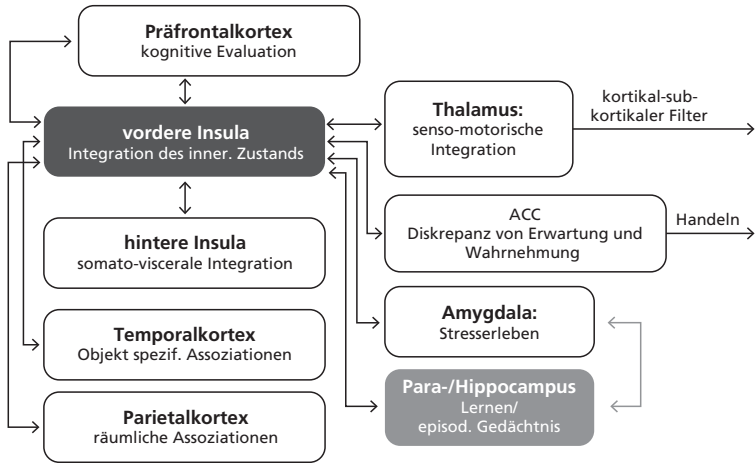 Präfrontalkortex
kognitive Evaluation
vordere Insula
Integration des inner. Zustands
hintere Insula
somato-viscerale Integration
Temporalkortex
Objekt spezif. Assoziationen
Parietalkortex
räumliche Assoziationen
Thalamus:
senso-motorische
Integration
kortikal-sub-
kortikaler Filter
ACC
Diskrepanz von Erwartung und
Wahrnehmung
Handeln
Amygdala:
Stresserleben
Para-/Hippocampus
Lernen/
episod. Gedächtnis